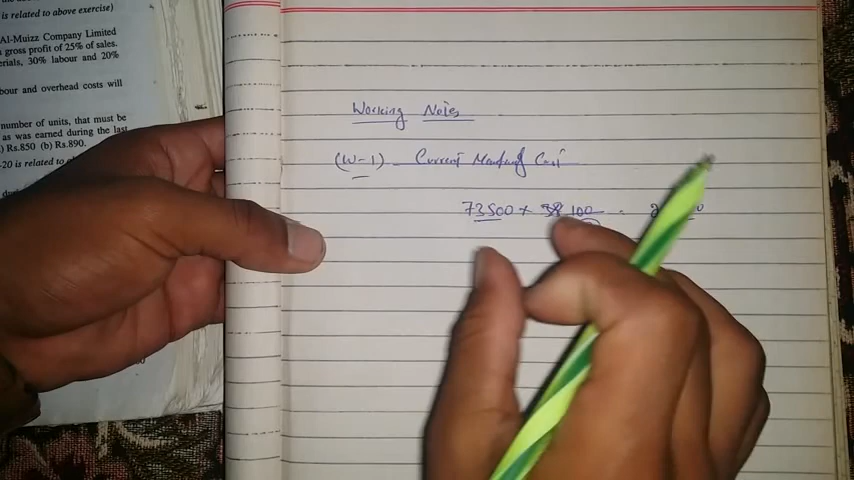 is related to above exercise)
Al-Muizz Company Limited
gross profit of 25% of sales.
erials, 30% labour and 20%
bour and overhead costs will
number of units, that must be
as was earned during the last
) Rs.850 (b) Rs.890.
-20 is related to
Working Notes
(W-1) - Current Cost
73500 × 100